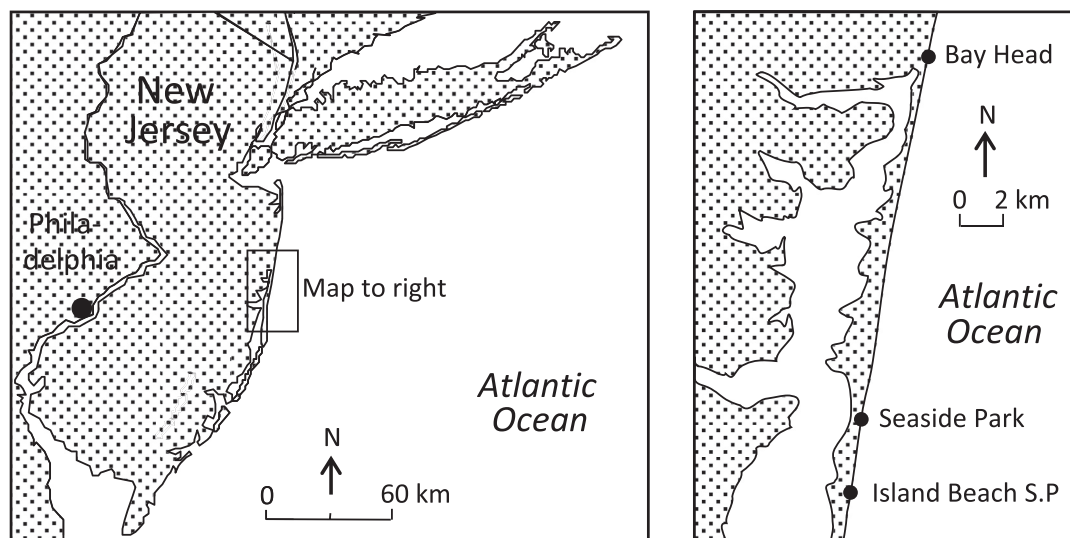 New
Jersey
Phila-
delphia
Map to right
Atlantic
Ocean
N
0 60 km
Bay Head
N
0 2 km
Atlantic
Ocean
Seaside Park
Island Beach S.P